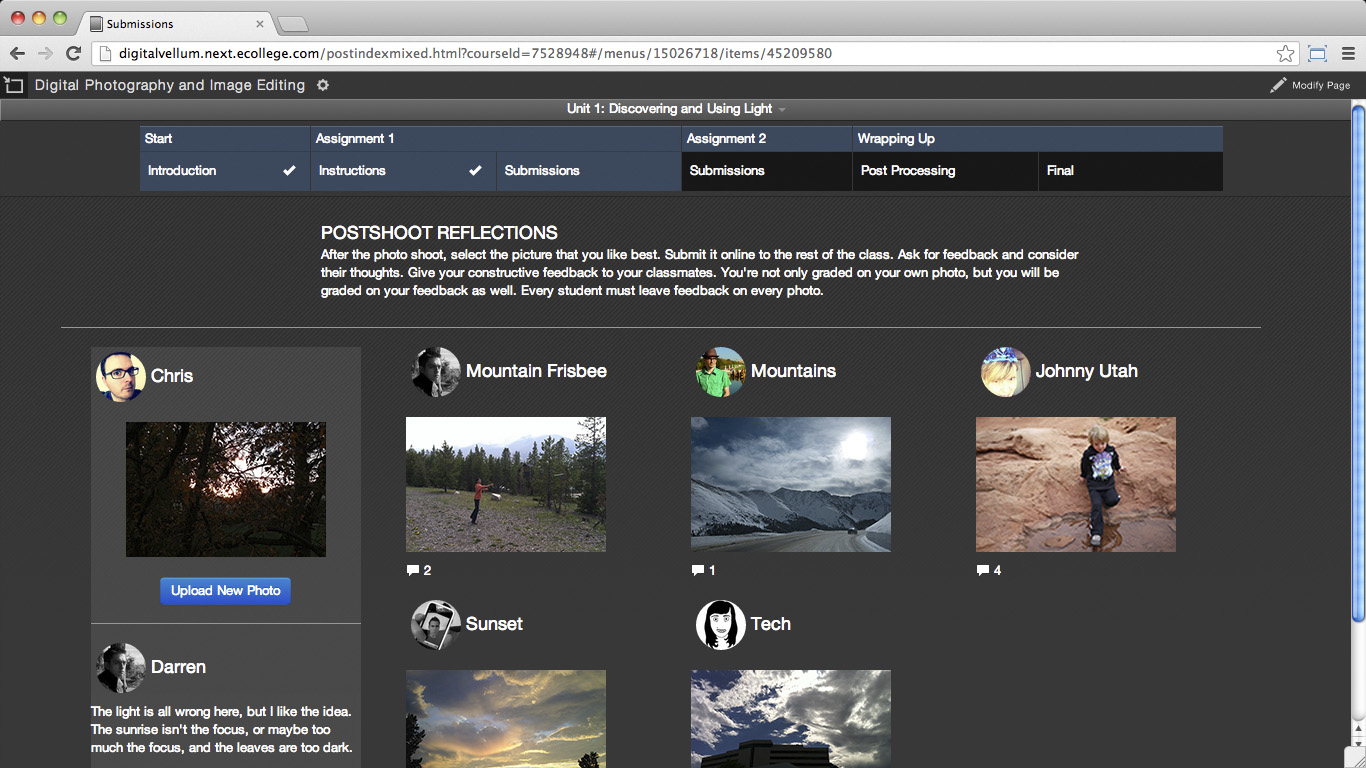 Submissions
digitalvellum.next.ecollege.com/postindexmixed.html?courseId=7528948#/menus/15026718/items/45209580
Digital Photography and Image Editing
Modify Page
Unit 1: Discovering and Using Light
Start
Assignment 1
Assignment 2
Wrapping Up
Introduction
Instructions
Submissions
Submissions
Post Processing
Final
POSTSHOOT REFLECTIONS
After the photo shoot, select the picture that you like best. Submit it online to the rest of the class. Ask for feedback and consider
their thoughts. Give your constructive feedback to your classmates. You're not only graded on your own photo, but you will be
graded on your feedback as well. Every student must leave feedback on every photo.
Chris
Mountain Frisbee
Mountains
Johnny Utah
2
1
4
Upload New Photo
Sunset
Tech
Darren
The light is all wrong here, but I like the idea.
The sunrise isn't the focus, or maybe too
much the focus, and the leaves are too dark.